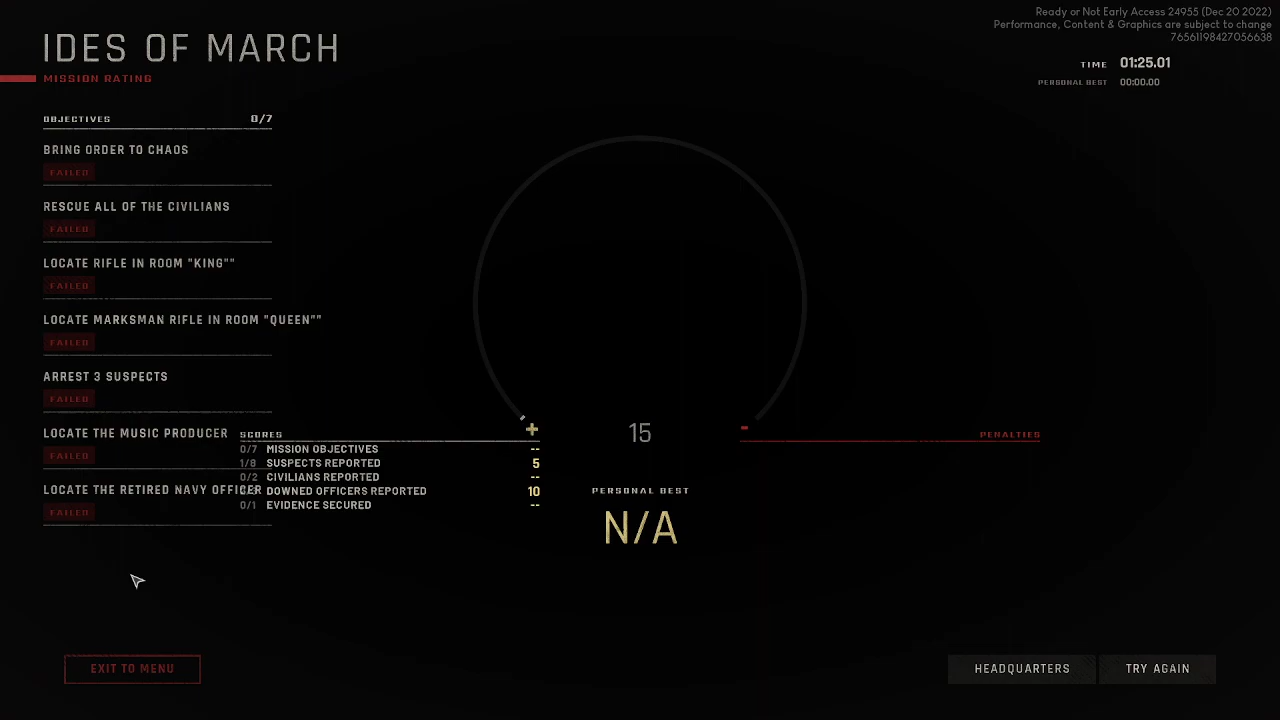 Ready or Not Early Access 24955 (Dec 20 2022)
Performance, Content & Graphics are subject to change
76561198427056638
IDES OF MARCH
MISSION RATING
TIME 01:25.01
PERSONAL BEST 00:00.00
OBJECTIVES 0/7
BRING ORDER TO CHAOS
FAILED
RESCUE ALL OF THE CIVILIANS
FAILED
LOCATE RIFLE IN ROOM "KING""
FAILED
LOCATE MARKSMAN RIFLE IN ROOM "QUEEN""
FAILED
ARREST 3 SUSPECTS
FAILED
LOCATE THE MUSIC PRODUCER
FAILED
LOCATE THE RETIRED NAVY OFFICER
FAILED
+
SCORES
0/7 MISSION OBJECTIVES --
1/8 SUSPECTS REPORTED 5
0/2 CIVILIANS REPORTED --
DOWNED OFFICERS REPORTED 10
0/1 EVIDENCE SECURED --
15
-
PENALTIES
PERSONAL BEST
N/A
EXIT TO MENU
HEADQUARTERS
TRY AGAIN